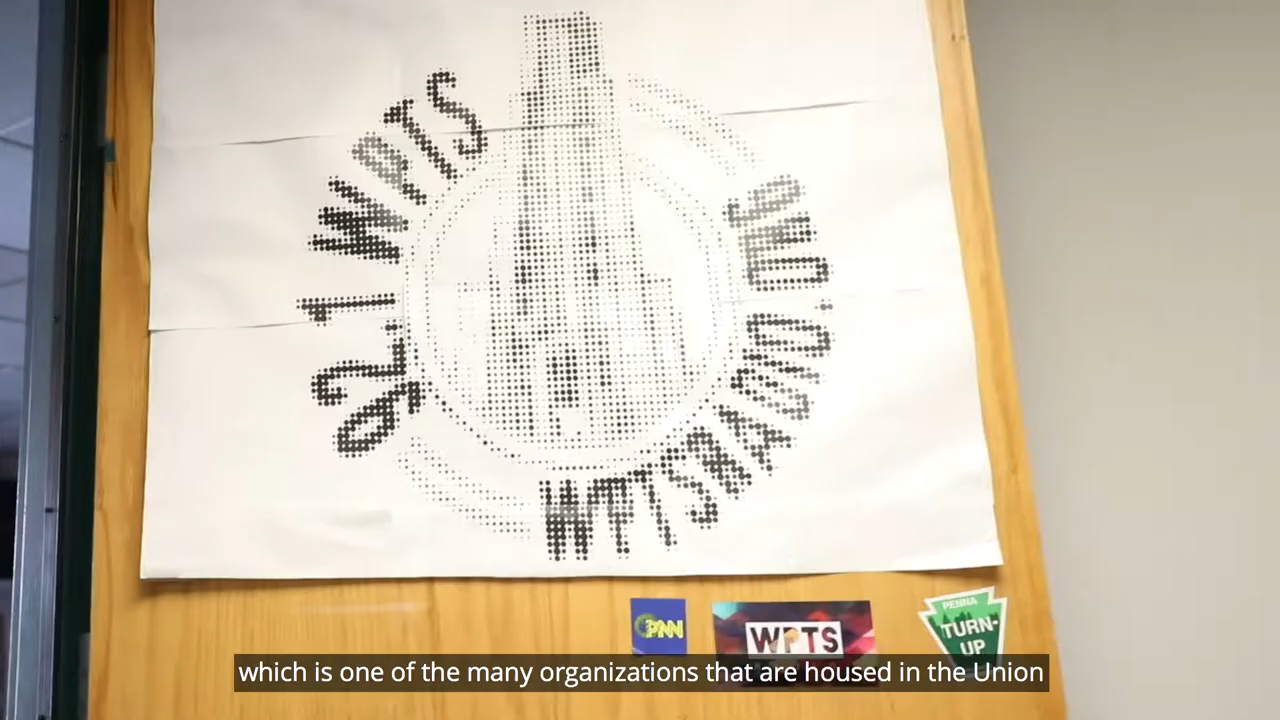 92.1 WPTS
WPTSRADIO.ORG
PNN
WPTS
PENNA
TURN-
UP
which is one of the many organizations that are housed in the Union